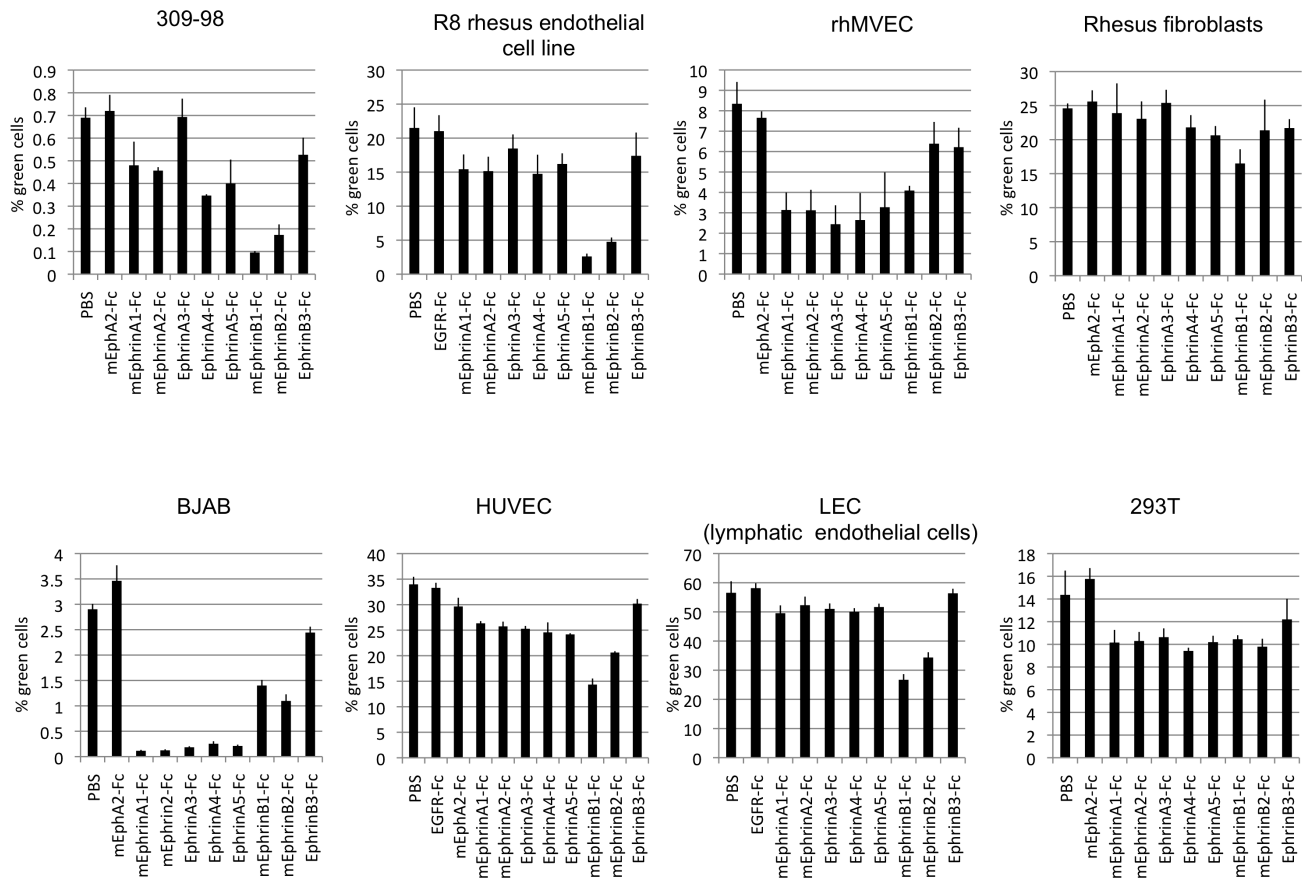 309-98
% green cells
0.9
0.8
0.7
0.6
0.5
0.4
0.3
0.2
0.1
0
PBS
mEphA2-Fc
mEphrinA1-Fc
mEphrinA2-Fc
EphrinA3-Fc
EphrinA4-Fc
EphrinA5-Fc
mEphrinB1-Fc
mEphrinB2-Fc
EphrinB3-Fc
R8 rhesus endothelial
cell line
% green cells
30
25
20
15
10
5
0
PBS
EGFR-Fc
mEphrinA1-Fc
mEphrinA2-Fc
EphrinA3-Fc
EphrinA4-Fc
EphrinA5-Fc
mEphrinB1-Fc
mEphrinB2-Fc
EphrinB3-Fc
rhMVEC
% green cells
10
9
8
7
6
5
4
3
2
1
0
PBS
mEphA2-Fc
mEphrinA1-Fc
mEphrinA2-Fc
EphrinA3-Fc
EphrinA4-Fc
EphrinA5-Fc
mEphrinB1-Fc
mEphrinB2-Fc
EphrinB3-Fc
Rhesus fibroblasts
% green cells
30
25
20
15
10
5
0
PBS
mEphA2-Fc
mEphrinA1-Fc
mEphrinA2-Fc
EphrinA3-Fc
EphrinA4-Fc
EphrinA5-Fc
mEphrinB1-Fc
mEphrinB2-Fc
EphrinB3-Fc
BJAB
% green cells
4
3.5
3
2.5
2
1.5
1
0.5
0
PBS
mEphA2-Fc
mEphrinA1-Fc
mEphrin2-Fc
EphrinA3-Fc
EphrinA4-Fc
EphrinA5-Fc
mEphrinB1-Fc
mEphrinB2-Fc
EphrinB3-Fc
HUVEC
% green cells
40
35
30
25
20
15
10
5
0
PBS
EGFR-Fc
mEphA2-Fc
mEphrinA1-Fc
mEphrinA2-Fc
EphrinA3-Fc
EphrinA4-Fc
EphrinA5-Fc
mEphrinB1-Fc
mEphrinB2-Fc
EphrinB3-Fc
LEC
(lymphatic endothelial cells)
% green cells
70
60
50
40
30
20
10
0
PBS
EGFR-Fc
mEphrinA1-Fc
mEphrinA2-Fc
EphrinA3-Fc
EphrinA4-Fc
EphrinA5-Fc
mEphrinB1-Fc
mEphrinB2-Fc
EphrinB3-Fc
293T
% green cells
18
16
14
12
10
8
6
4
2
0
PBS
mEphA2-Fc
mEphrinA1-Fc
mEphrinA2-Fc
EphrinA3-Fc
EphrinA4-Fc
EphrinA5-Fc
mEphrinB1-Fc
mEphrinB2-Fc
EphrinB3-Fc